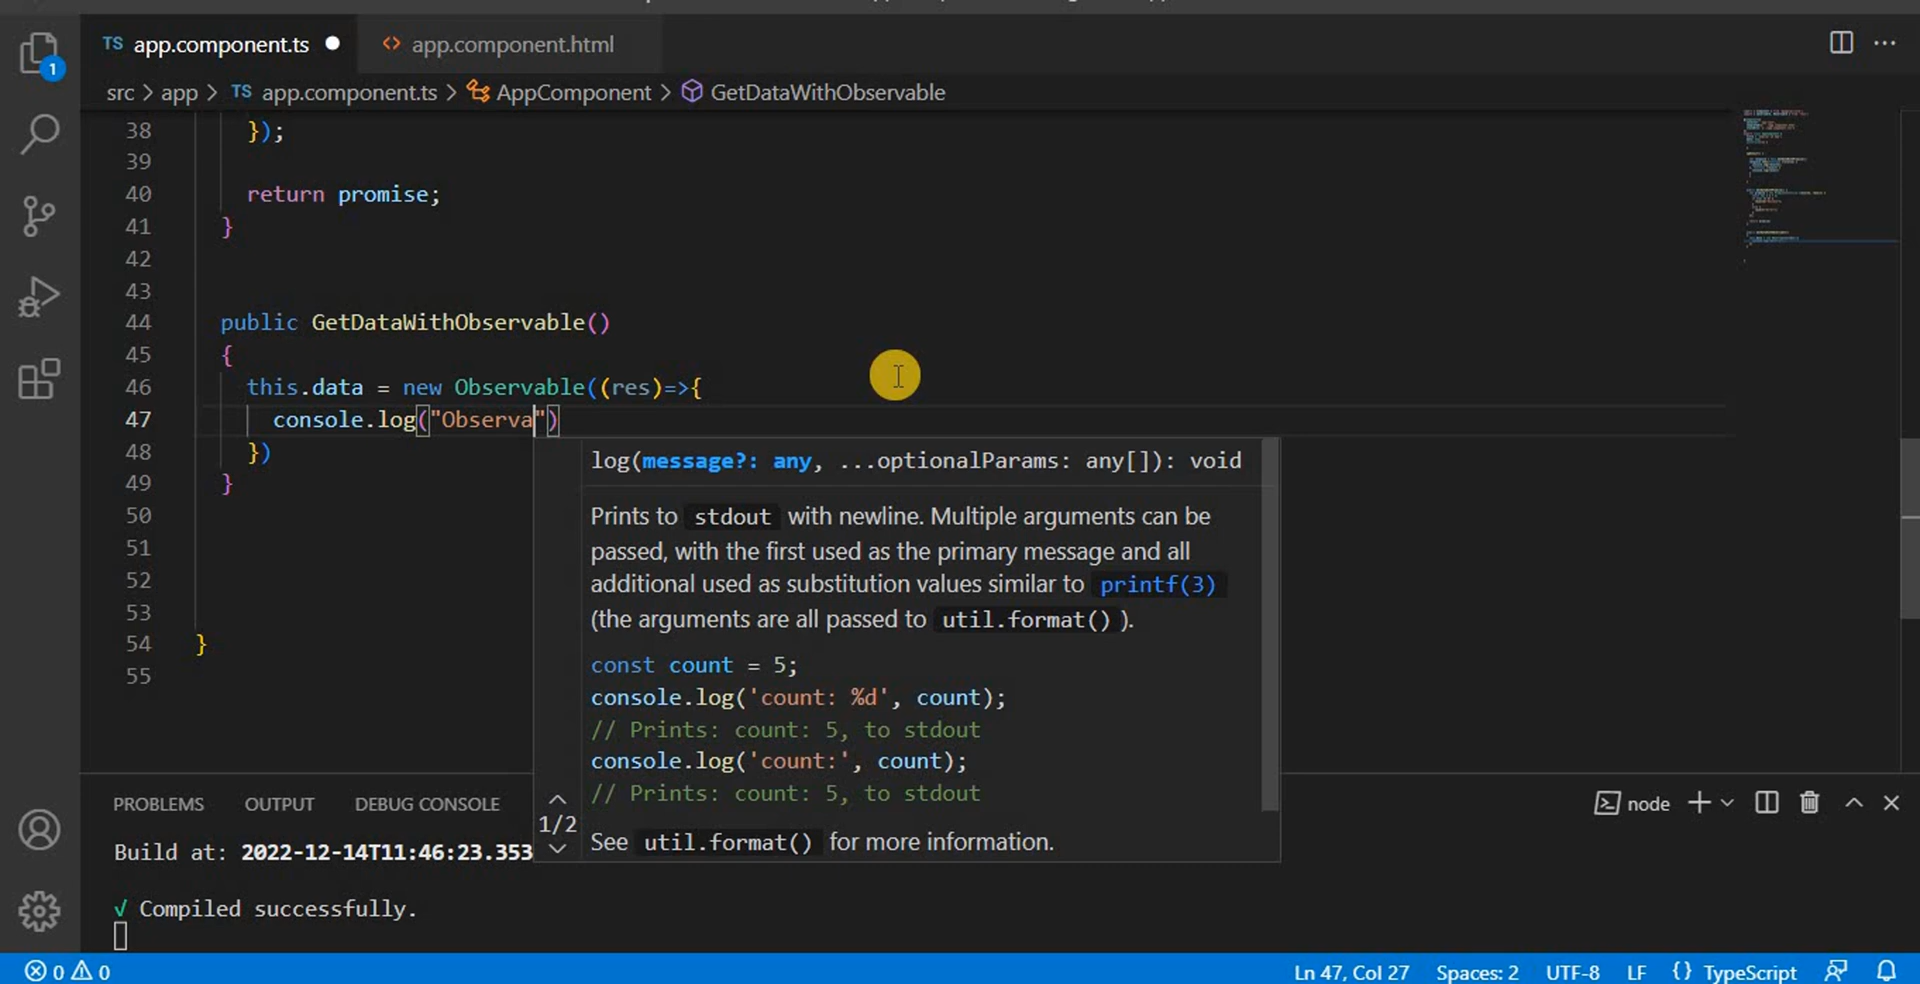 TS app.component.ts
<> app.component.html
1
src > app > TS app.component.ts > AppComponent > GetDataWithObservable
38 });
39
40 return promise;
41 }
42
43
44 public GetDataWithObservable()
45 {
46 this.data = new Observable((res)=>{
47 console.log("Observa")
48 })
49 }
50
51
52
53
54 }
55
log(message?: any, ...optionalParams: any[]): void
Prints to stdout with newline. Multiple arguments can be
passed, with the first used as the primary message and all
additional used as substitution values similar to printf(3)
(the arguments are all passed to util.format() ).
const count = 5;
console.log('count: %d', count);
// Prints: count: 5, to stdout
console.log('count:', count);
// Prints: count: 5, to stdout
1/2
See util.format() for more information.
PROBLEMS OUTPUT DEBUG CONSOLE
node
Build at: 2022-12-14T11:46:23.353
√ Compiled successfully.
0 0
Ln 47, Col 27 Spaces: 2 UTF-8 LF {} TypeScript